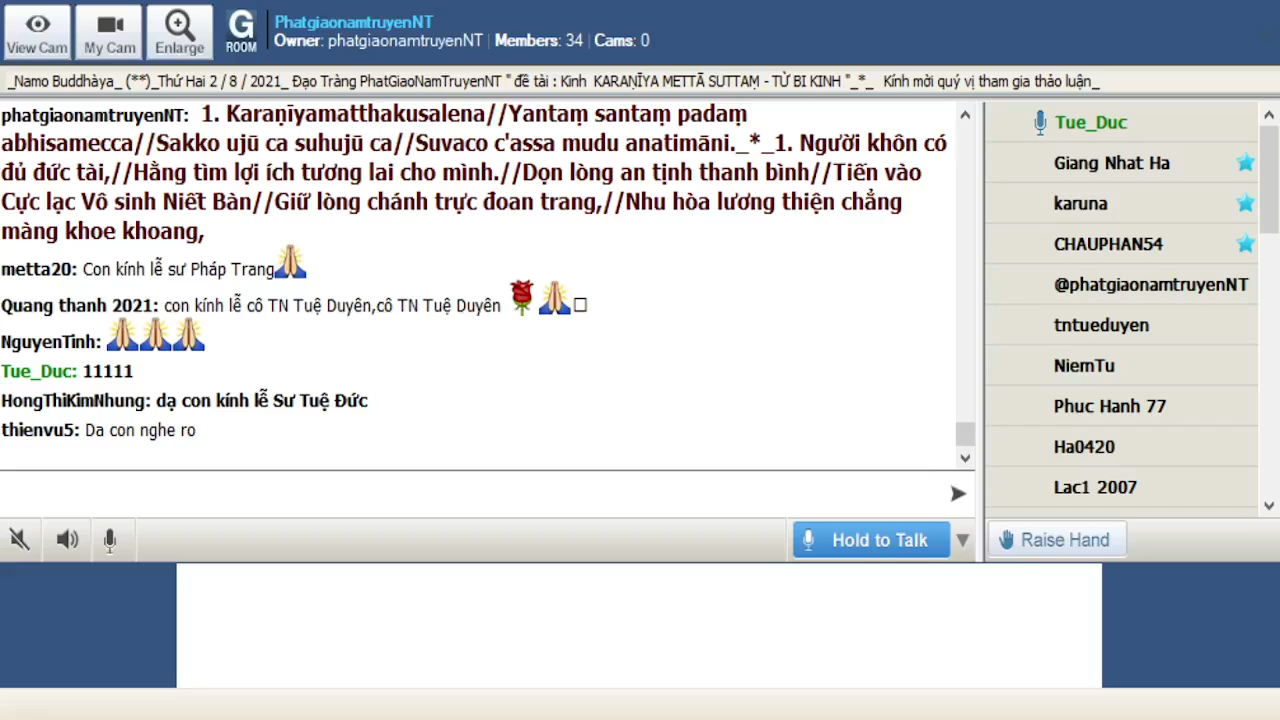 View Cam
My Cam
Enlarge
G
ROOM
PhatgiaonamtruyenNT
Owner: phatgiaonamtruyenNT | Members: 34 | Cams: 0
_Namo Buddhàya_ (**)_Thứ Hai 2 / 8 / 2021_ Đạo Tràng PhatGiaoNamTruyenNT " đề tài : Kinh KARAṆĪYA METTĀ SUTTAṂ - TỪ BI KINH "_*_ Kính mời quý vị tham gia thảo luận_
phatgiaonamtruyenNT: 1. Karaṇīyamatthakusalena//Yantaṃ santaṃ padaṃ
abhisamecca//Sakko ujū ca suhujū ca//Suvaco c'assa mudu anatimāni._*_1. Người khôn có
đủ đức tài,//Hằng tìm lợi ích tương lai cho mình.//Dọn lòng an tịnh thanh bình//Tiến vào
Cực lạc Vô sinh Niết Bàn//Giữ lòng chánh trực đoan trang,//Nhu hòa lương thiện chẳng
màng khoe khoang,
metta20: Con kính lễ sư Pháp Trang
Quang thanh 2021: con kính lễ cô TN Tuệ Duyên,cô TN Tuệ Duyên
NguyenTinh:
Tue_Duc: 11111
HongThiKimNhung: dạ con kính lễ Sư Tuệ Đức
thienvu5: Da con nghe ro
Hold to Talk
Tue_Duc
Giang Nhat Ha
karuna
CHAUPHAN54
@phatgiaonamtruyenNT
tntueduyen
NiemTu
Phuc Hanh 77
Ha0420
Lac1 2007
Raise Hand